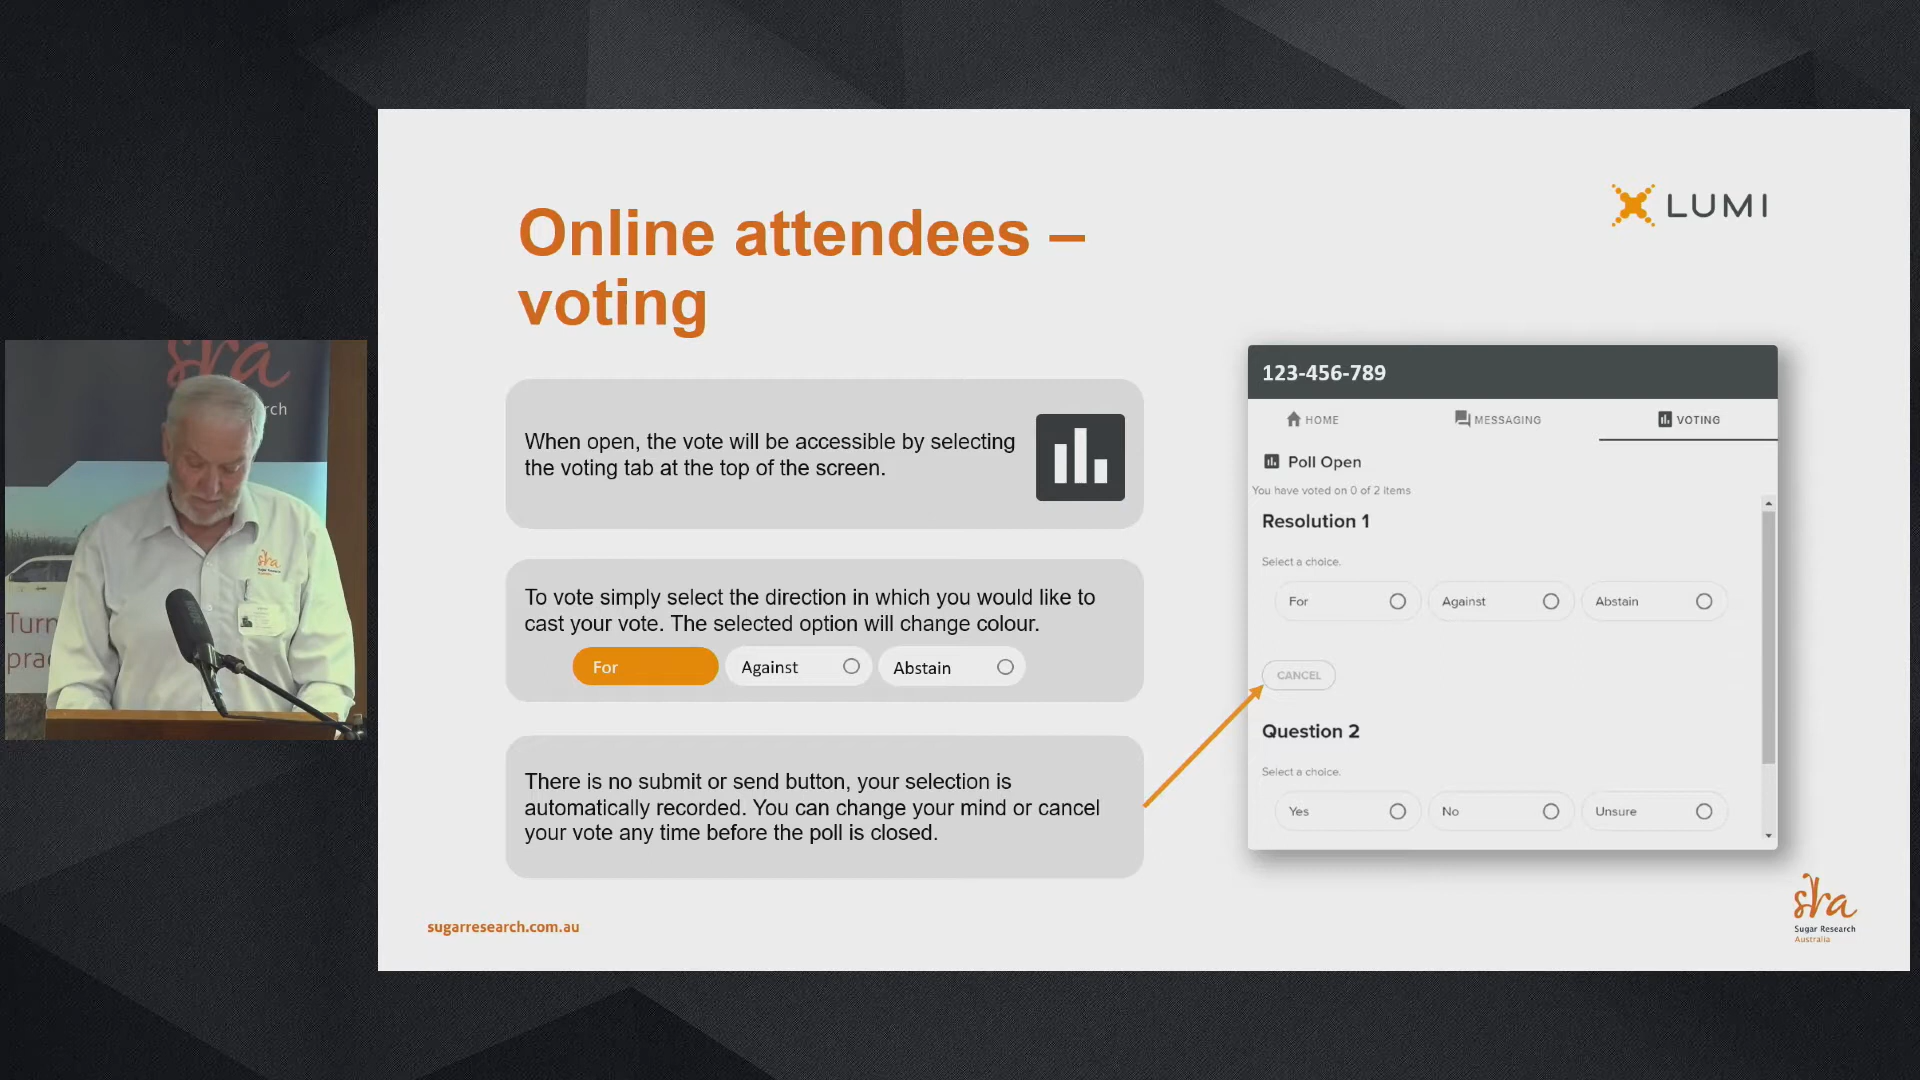 Online attendees –
voting
LUMI
When open, the vote will be accessible by selecting
the voting tab at the top of the screen.
To vote simply select the direction in which you would like to
cast your vote. The selected option will change colour.
For
Against
Abstain
There is no submit or send button, your selection is
automatically recorded. You can change your mind or cancel
your vote any time before the poll is closed.
123-456-789
HOME
MESSAGING
VOTING
Poll Open
You have voted on 0 of 2 items
Resolution 1
Select a choice.
For
Against
Abstain
CANCEL
Question 2
Select a choice.
Yes
No
Unsure
sugarresearch.com.au
sra
Sugar Research
Australia
sra
rch
Turn
prac
sra